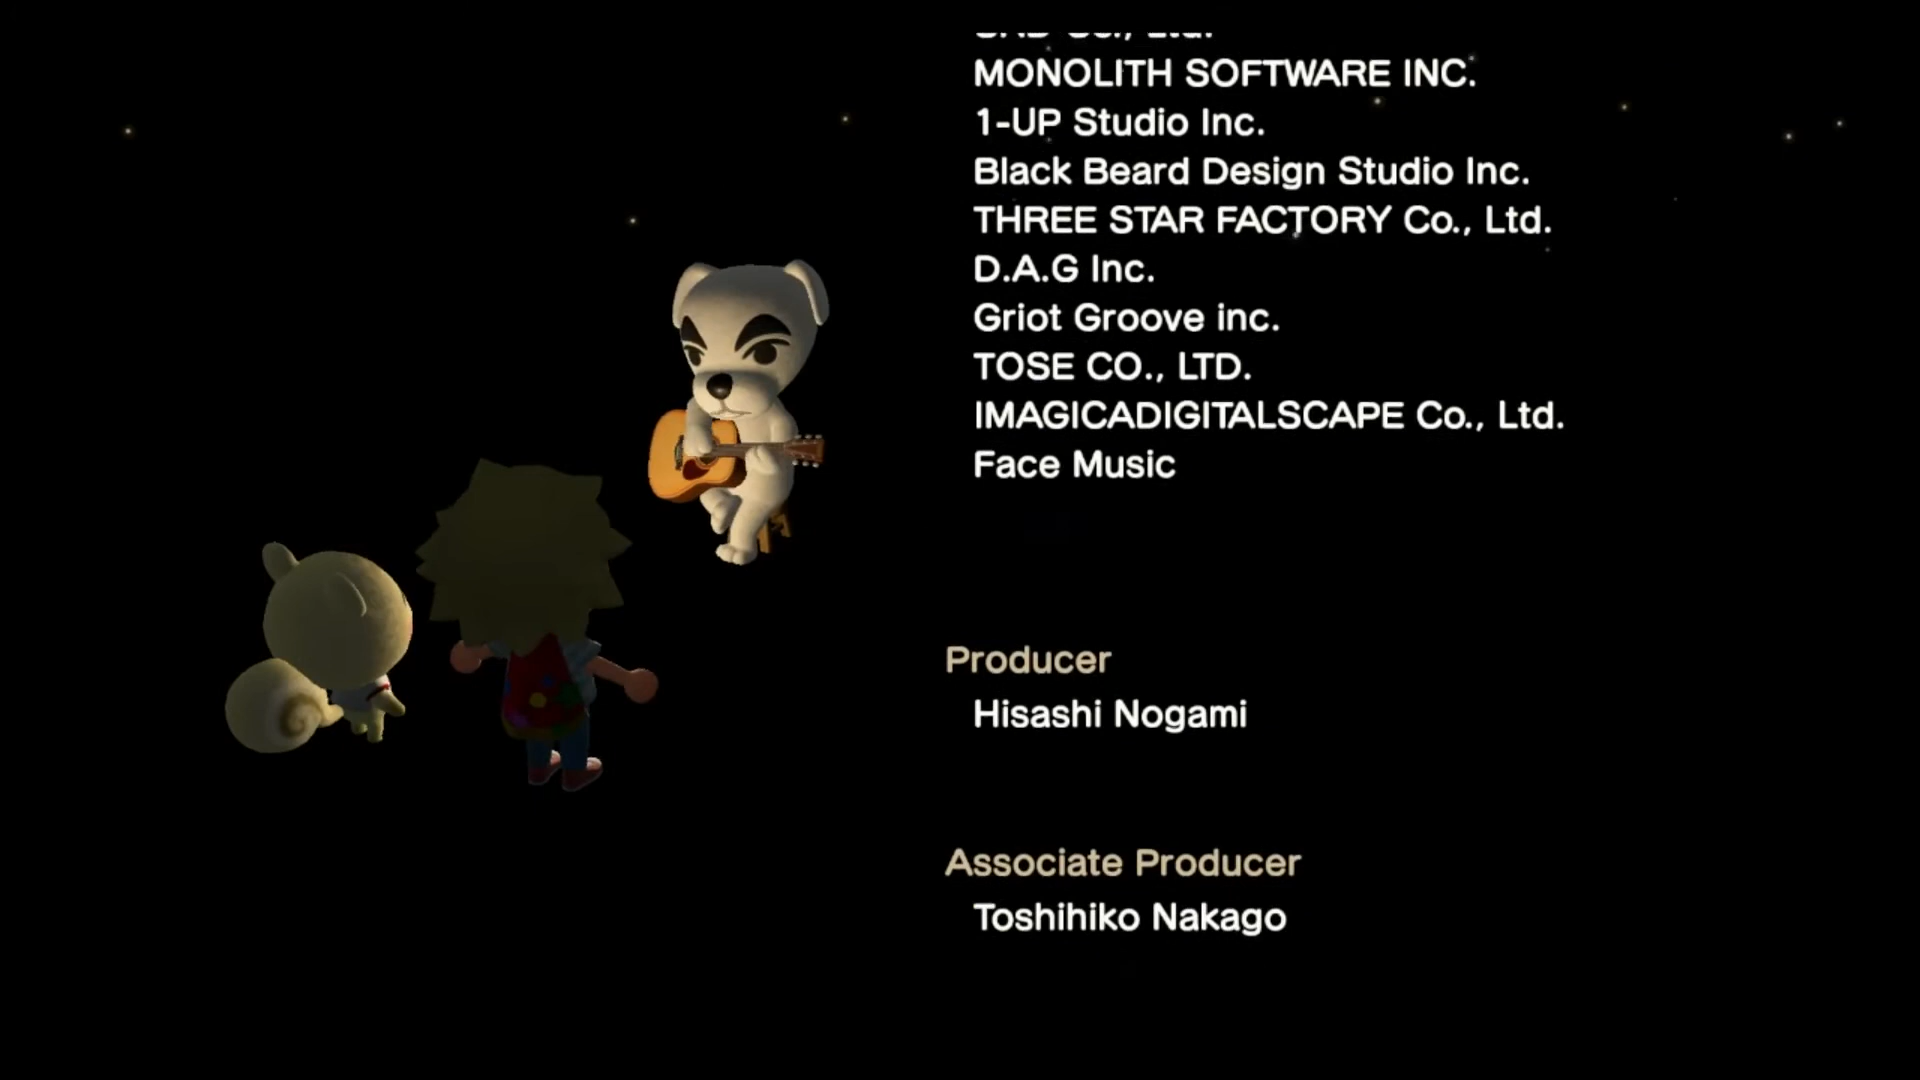 MONOLITH SOFTWARE INC.
1-UP Studio Inc.
Black Beard Design Studio Inc.
THREE STAR FACTORY Co., Ltd.
D.A.G Inc.
Griot Groove inc.
TOSE CO., LTD.
IMAGICADIGITALSCAPE Co., Ltd.
Face Music
Producer
Hisashi Nogami
Associate Producer
Toshihiko Nakago